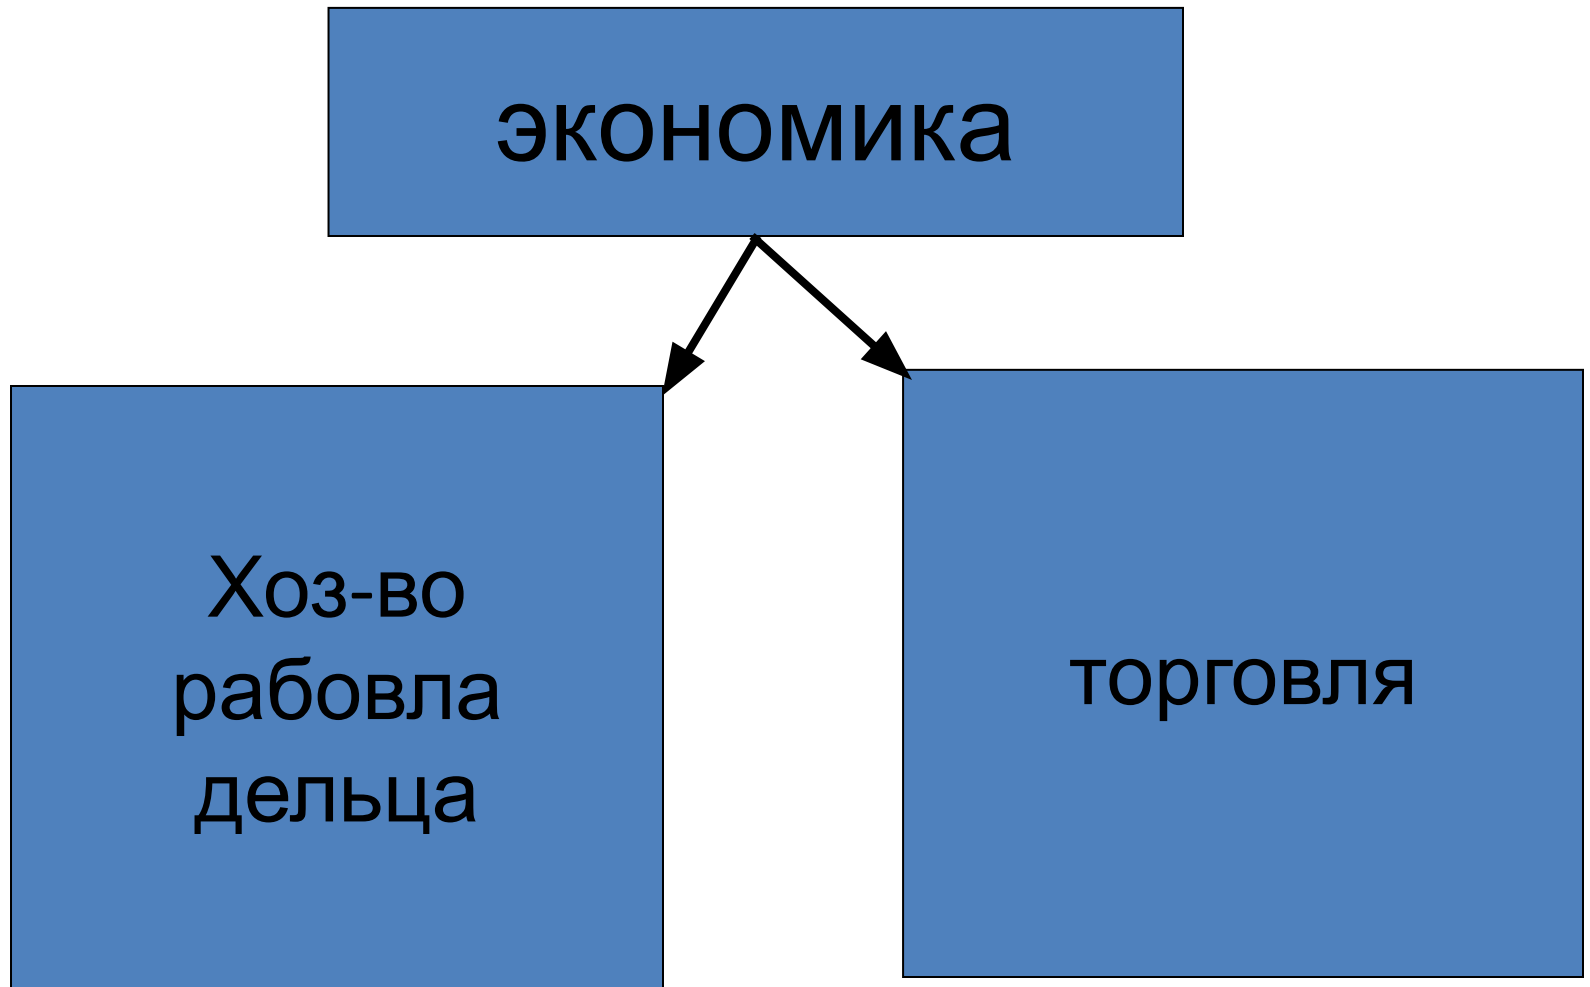 экономика
Хоз-во
рабовла
дельца
торговля